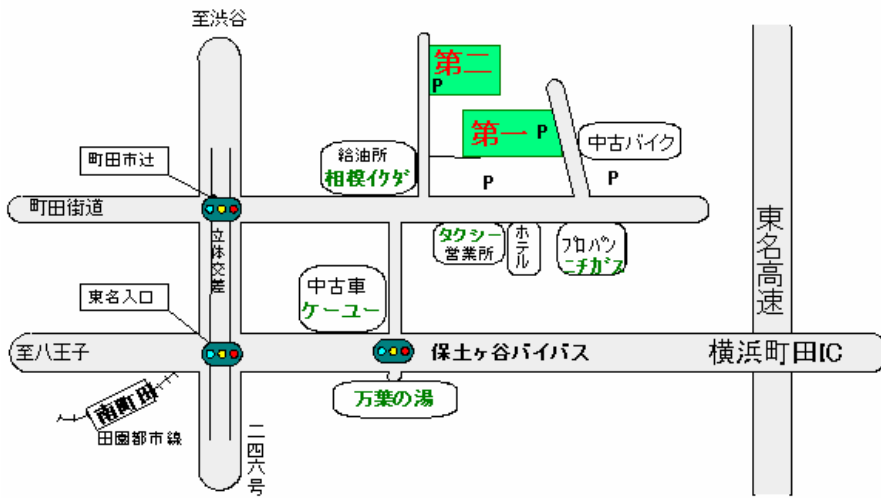 至渋谷
第二
P
第一 P
中古バイク
町田市辻
給油所
相模イケダ
P
P
町田街道
立体交差
タクシー
営業所
ホテル
プロパン
ニチガス
東名高速
東名入口
中古車
ケーユー
至八王子
保土ヶ谷バイパス
横浜町田IC
南町田
田園都市線
万葉の湯
二四六号